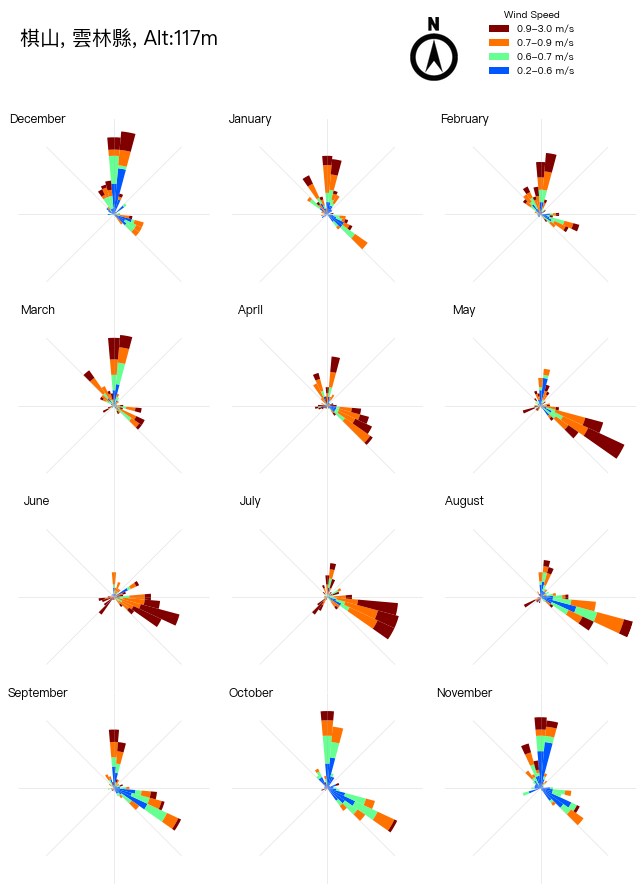 棋山, 雲林縣, Alt:117m
N
Wind Speed
0.9–3.0 m/s
0.7–0.9 m/s
0.6–0.7 m/s
0.2–0.6 m/s
December
January
February
March
April
May
June
July
August
September
October
November